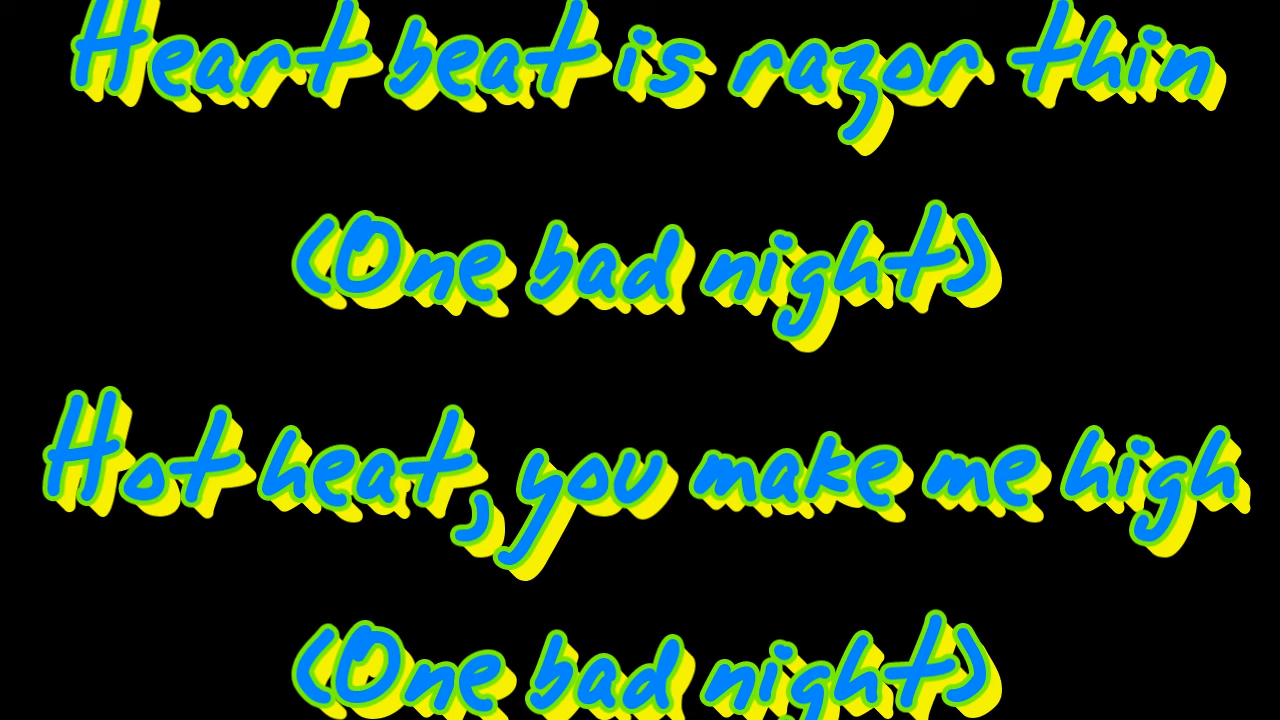 Heart beat is razor thin
(One bad night)
Hot heat, you make me high
(One bad night)